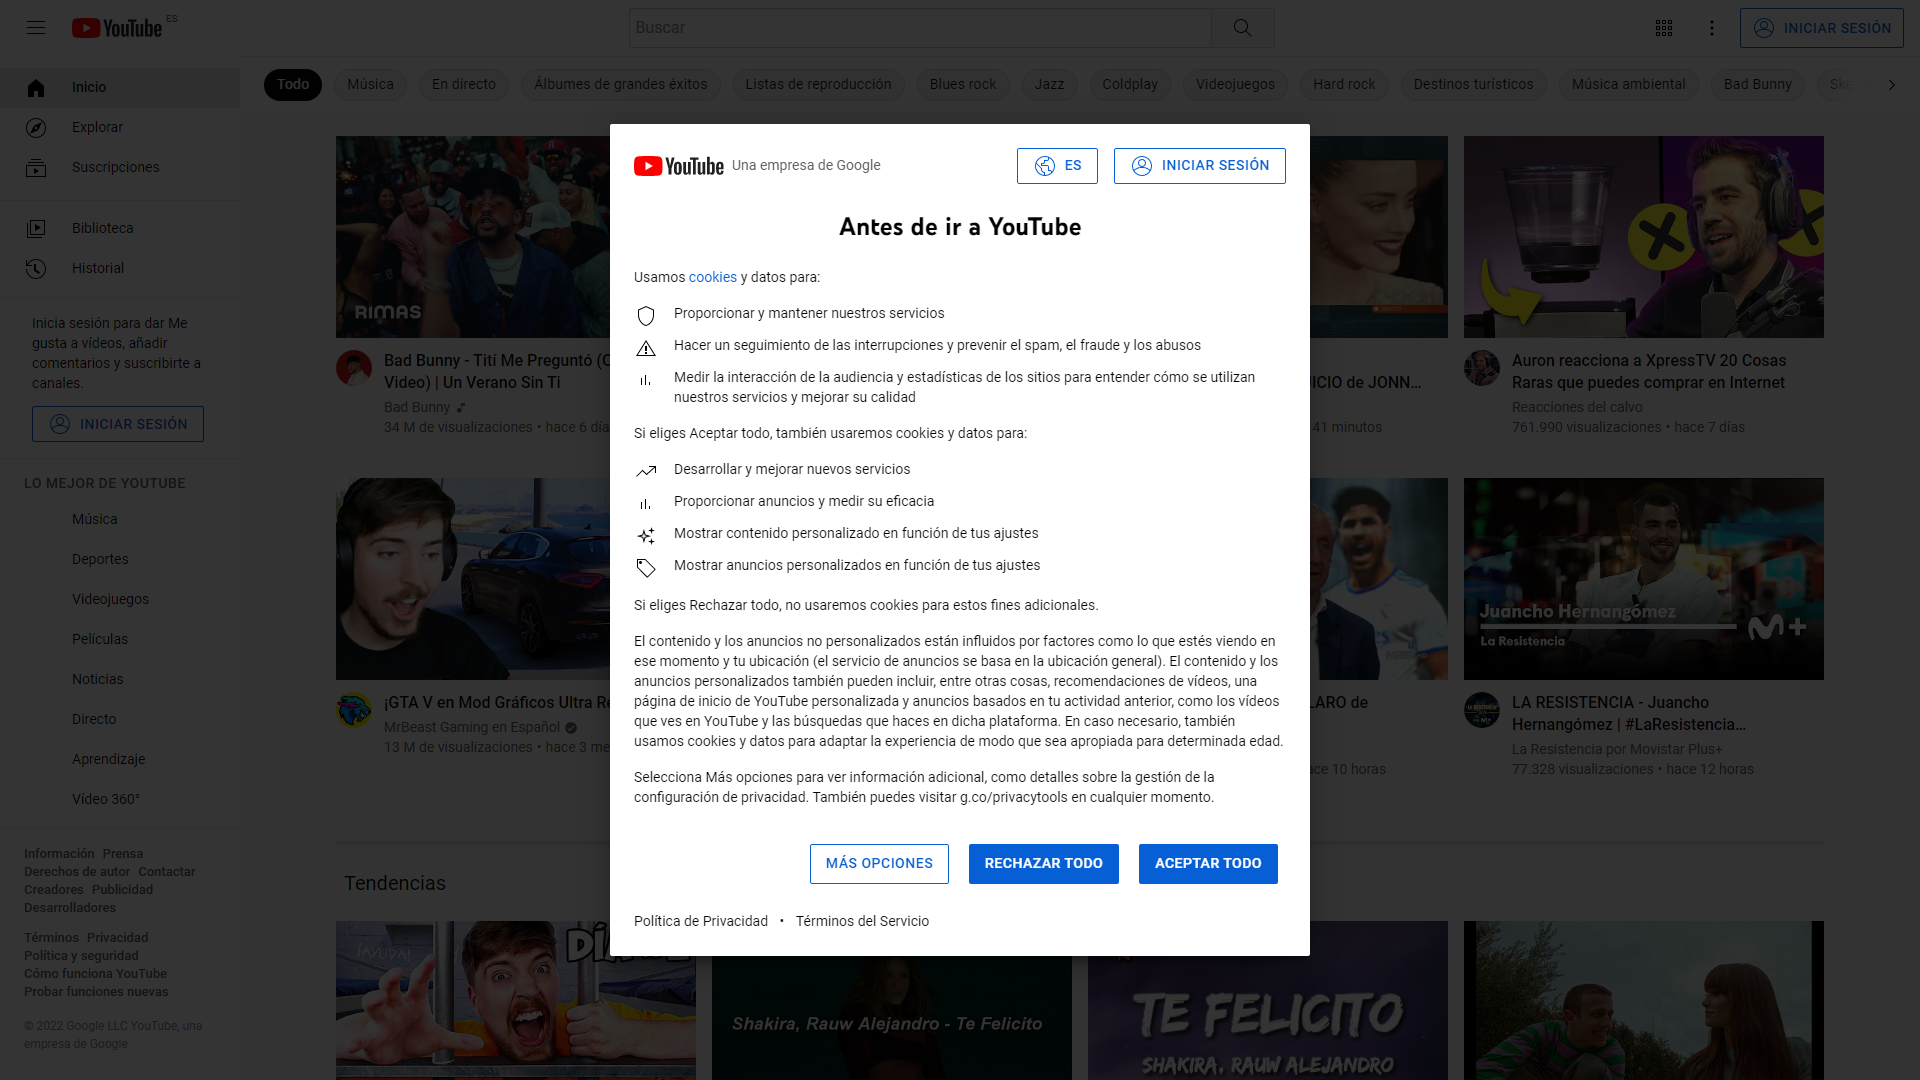 YouTube ES
Buscar
INICIAR SESIÓN
Inicio
Explorar
Suscripciones
Biblioteca
Historial
Inicia sesión para dar Me
gusta a vídeos, añadir
comentarios y suscribirte a
canales.
INICIAR SESIÓN
LO MEJOR DE YOUTUBE
Música
Deportes
Videojuegos
Películas
Noticias
Directo
Aprendizaje
Vídeo 360°
Información Prensa
Derechos de autor Contactar
Creadores Publicidad
Desarrolladores
Términos Privacidad
Política y seguridad
Cómo funciona YouTube
Probar funciones nuevas
© 2022 Google LLC YouTube, una
empresa de Google
Todo Música En directo Álbumes de grandes éxitos Listas de reproducción Blues rock Jazz Coldplay Videojuegos Hard rock Destinos turísticos Música ambiental Bad Bunny Ske
YouTube Una empresa de Google
ES
INICIAR SESIÓN
Antes de ir a YouTube
Usamos cookies y datos para:
Proporcionar y mantener nuestros servicios
Hacer un seguimiento de las interrupciones y prevenir el spam, el fraude y los abusos
Medir la interacción de la audiencia y estadísticas de los sitios para entender cómo se utilizan
nuestros servicios y mejorar su calidad
Si eliges Aceptar todo, también usaremos cookies y datos para:
Desarrollar y mejorar nuevos servicios
Proporcionar anuncios y medir su eficacia
Mostrar contenido personalizado en función de tus ajustes
Mostrar anuncios personalizados en función de tus ajustes
Si eliges Rechazar todo, no usaremos cookies para estos fines adicionales.
El contenido y los anuncios no personalizados están influidos por factores como lo que estés viendo en
ese momento y tu ubicación (el servicio de anuncios se basa en la ubicación general). El contenido y los
anuncios personalizados también pueden incluir, entre otras cosas, recomendaciones de vídeos, una
página de inicio de YouTube personalizada y anuncios basados en tu actividad anterior, como los vídeos
que ves en YouTube y las búsquedas que haces en dicha plataforma. En caso necesario, también
usamos cookies y datos para adaptar la experiencia de modo que sea apropiada para determinada edad.
Selecciona Más opciones para ver información adicional, como detalles sobre la gestión de la
configuración de privacidad. También puedes visitar g.co/privacytools en cualquier momento.
MÁS OPCIONES RECHAZAR TODO ACEPTAR TODO
Política de Privacidad • Términos del Servicio
RIMAS
Bad Bunny - Tití Me Preguntó (O
Video) | Un Verano Sin Ti
Bad Bunny
34 M de visualizaciones • hace 6 día
ICIO de JONN...
41 minutos
Auron reacciona a XpressTV 20 Cosas
Raras que puedes comprar en Internet
Reacciones del calvo
761.990 visualizaciones • hace 7 días
¡GTA V en Mod Gráficos Ultra Re
MrBeast Gaming en Español
13 M de visualizaciones • hace 3 me
LARO de
ace 10 horas
Juancho Hernangómez
La Resistencia
M+
LA RESISTENCIA - Juancho
Hernangómez | #LaResistencia...
La Resistencia por Movistar Plus+
77.328 visualizaciones • hace 12 horas
Tendencias
¡AYUDA!
Shakira, Rauw Alejandro - Te Felicito
TE FELICITO
SHAKIRA, RAUW ALEJANDRO